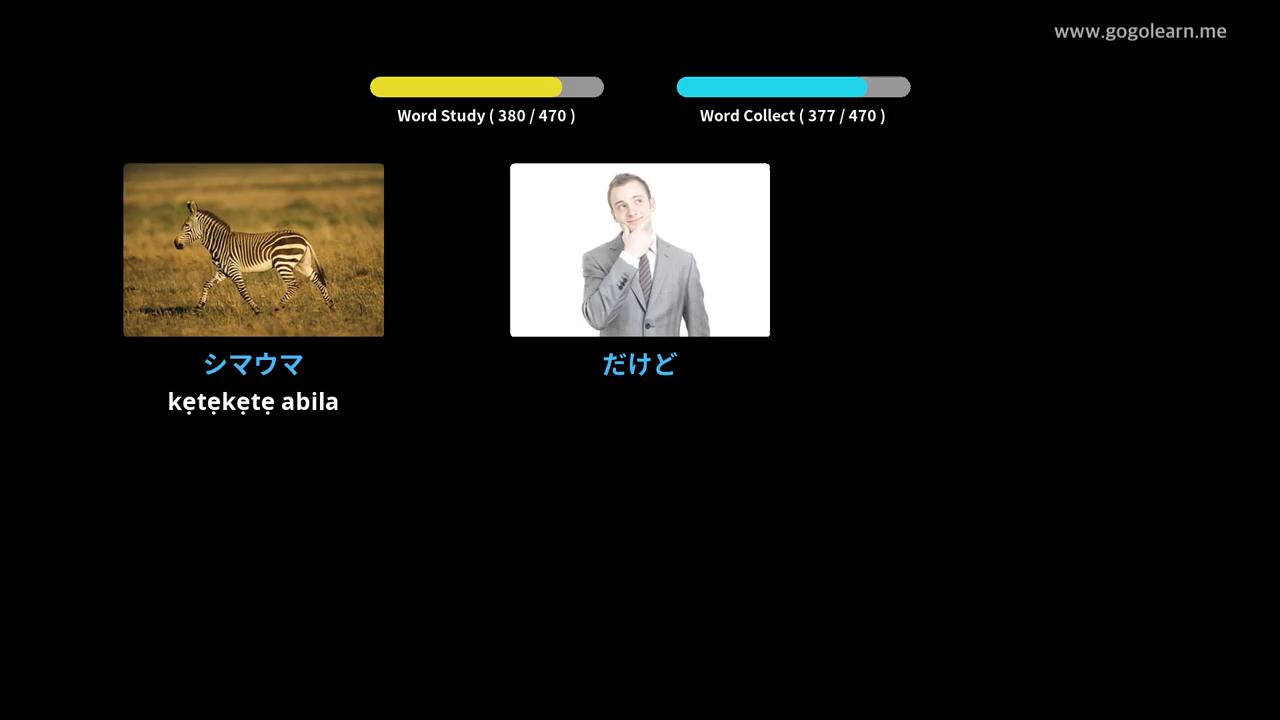 www.gogolearn.me
Word Study ( 380 / 470 )
Word Collect ( 377 / 470 )
シマウマ
kẹtẹkẹtẹ abila
だけど